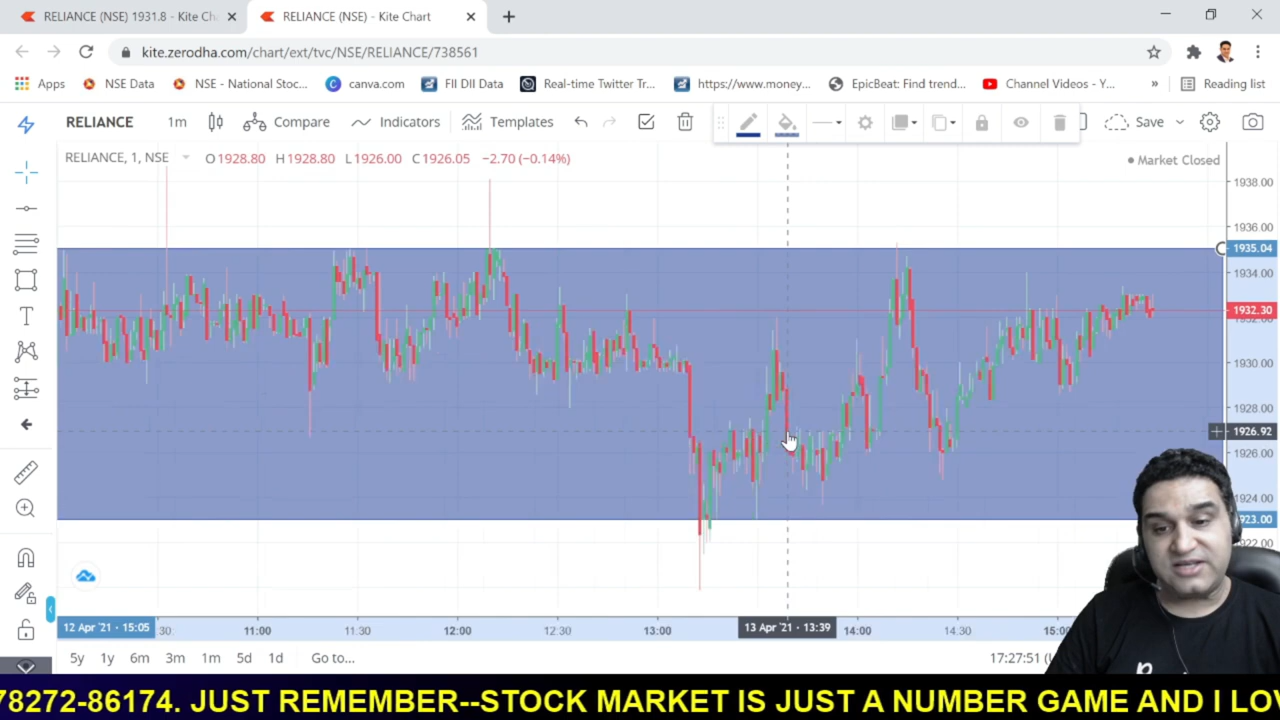 RELIANCE (NSE) 1931.8 - Kite Ch
RELIANCE (NSE) - Kite Chart
kite.zerodha.com/chart/ext/tvc/NSE/RELIANCE/738561
Apps NSE Data NSE - National Stoc... canva.com FII DII Data Real-time Twitter Tr... https://www.money... EpicBeat: Find trend... Channel Videos - Y... » Reading list
RELIANCE 1m Compare Indicators Templates Save
RELIANCE, 1, NSE O1928.80 H1928.80 L1926.00 C1926.05 −2.70 (−0.14%)
Market Closed
1938.00
1936.00
1935.04
1934.00
1932.30
1930.00
1928.00
1926.92
1926.00
1924.00
923.00
1922.00
12 Apr '21 · 15:05 30 11:00 11:30 12:00 12:30 13:00 13 Apr '21 · 13:39 14:00 14:30 15:0
5y 1y 6m 3m 1m 5d 1d Go to... 17:27:51 (U
78272-86174. JUST REMEMBER--STOCK MARKET IS JUST A NUMBER GAME AND I LOV